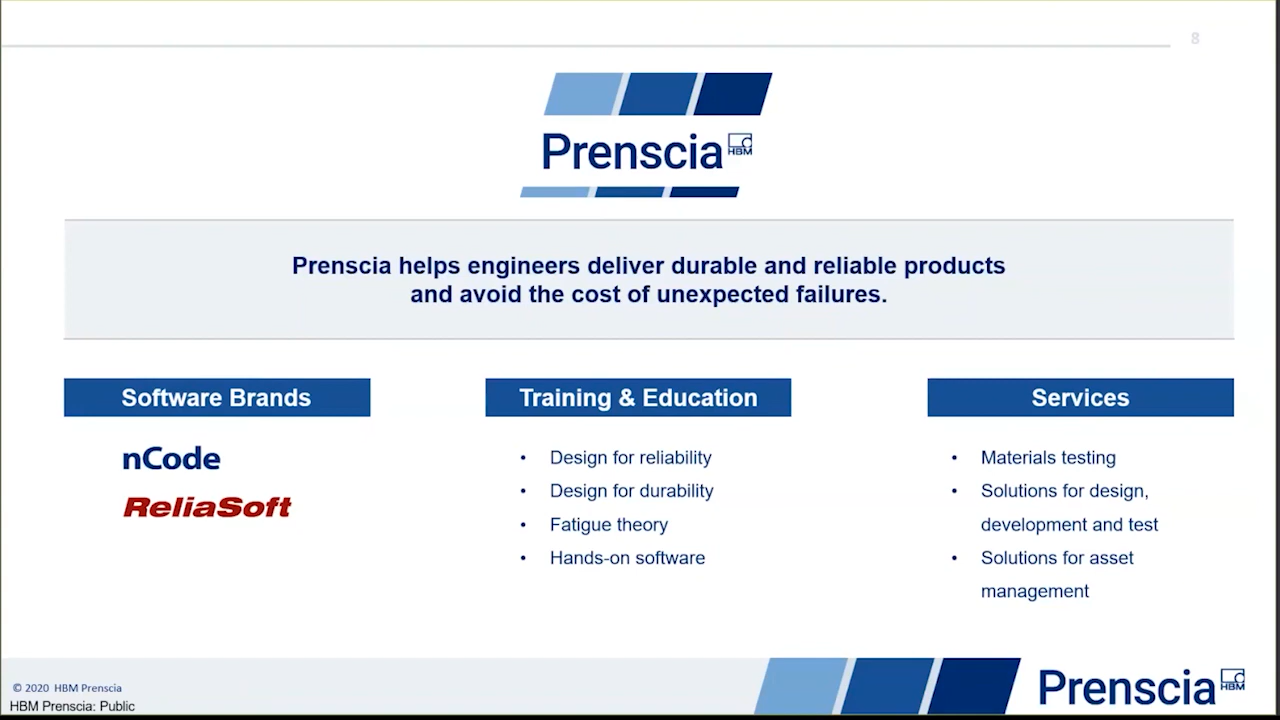 8
Prenscia HBM
Prenscia helps engineers deliver durable and reliable products
and avoid the cost of unexpected failures.
Software Brands
nCode
ReliaSoft
Training & Education
• Design for reliability
• Design for durability
• Fatigue theory
• Hands-on software
Services
• Materials testing
• Solutions for design,
development and test
• Solutions for asset
management
© 2020 HBM Prenscia
HBM Prenscia: Public
Prenscia HBM